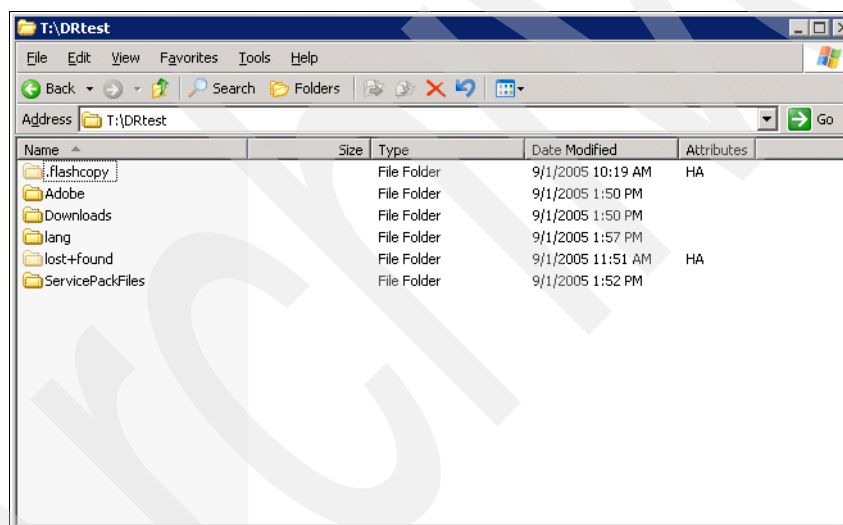 T:\DRtest
File Edit View Favorites Tools Help
Back Search Folders
Address T:\DRtest Go
Name Size Type Date Modified Attributes
.flashcopy File Folder 9/1/2005 10:19 AM HA
Adobe File Folder 9/1/2005 1:50 PM
Downloads File Folder 9/1/2005 1:50 PM
lang File Folder 9/1/2005 1:57 PM
lost+found File Folder 9/1/2005 11:51 AM HA
ServicePackFiles File Folder 9/1/2005 1:52 PM